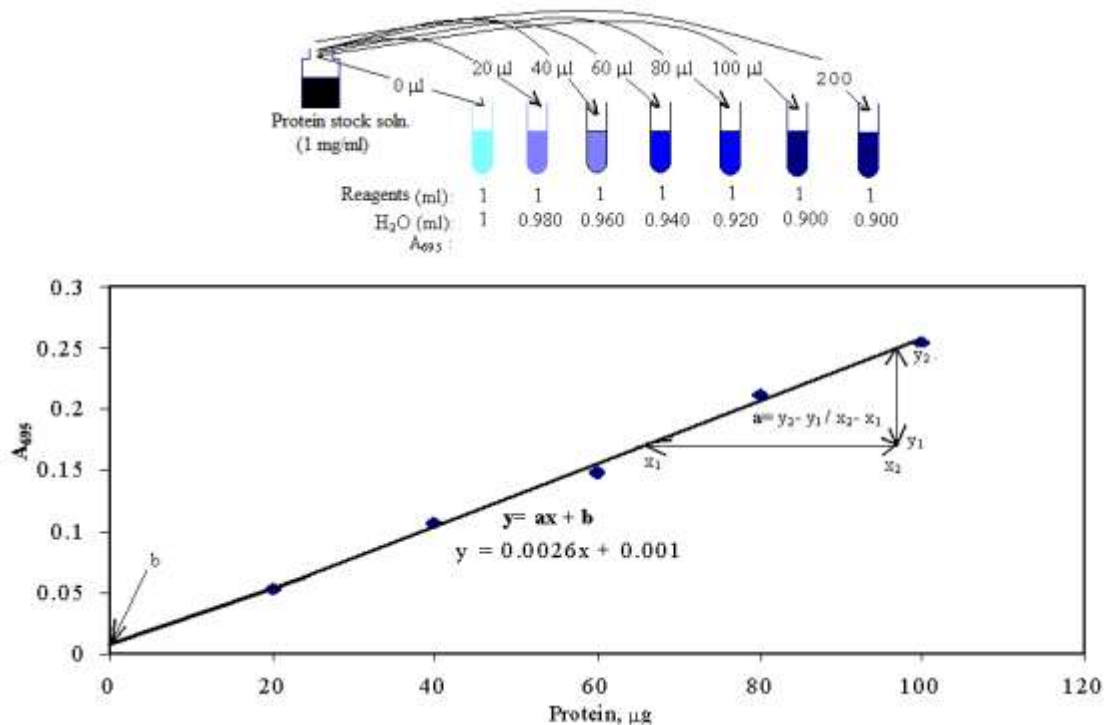 0 µl 20 µl 40 µl 60 µl 80 µl 100 µl 200
Protein stock soln.
(1 mg/ml)
Reagents (ml): 1 1 1 1 1 1 1
H₂O (ml): 1 0.980 0.960 0.940 0.920 0.900 0.900
A₆₉₅ :
0.3
0.25
0.2
0.15
0.1
0.05
0
A₆₉₅
y₂
a= y₂- y₁ / x₂- x₁
y₁
x₁ x₂
y= ax + b
y = 0.0026x + 0.001
b
0 20 40 60 80 100 120
Protein, µg